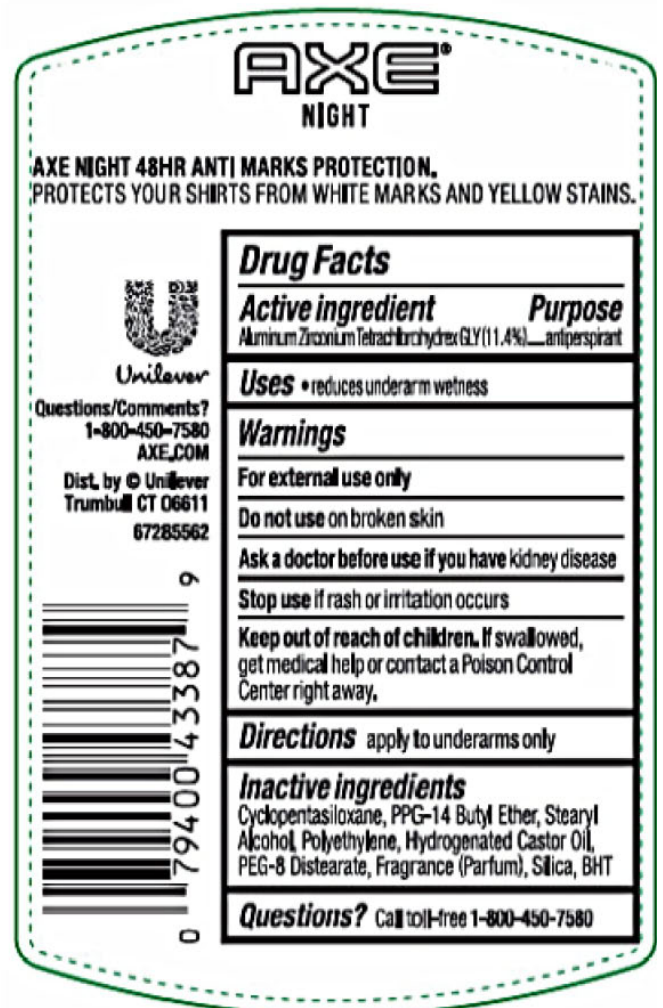 AXE®
NIGHT
AXE NIGHT 48HR ANTI MARKS PROTECTION.
PROTECTS YOUR SHIRTS FROM WHITE MARKS AND YELLOW STAINS.
Unilever
Questions/Comments?
1-800-450-7580
AXE.COM
Dist. by © Unilever
Trumbull CT 06611
67285562
0 79400 43387 9
Drug Facts
Active ingredient Purpose
Aluminum Zirconium Tetrachlorohydrex GLY (11.4%)....antiperspirant
Uses • reduces underarm wetness
Warnings
For external use only
Do not use on broken skin
Ask a doctor before use if you have kidney disease
Stop use if rash or irritation occurs
Keep out of reach of children. If swallowed,
get medical help or contact a Poison Control
Center right away.
Directions apply to underarms only
Inactive ingredients
Cyclopentasiloxane, PPG-14 Butyl Ether, Stearyl
Alcohol, Polyethylene, Hydrogenated Castor Oil,
PEG-8 Distearate, Fragrance (Parfum), Silica, BHT
Questions? Call toll-free 1-800-450-7580